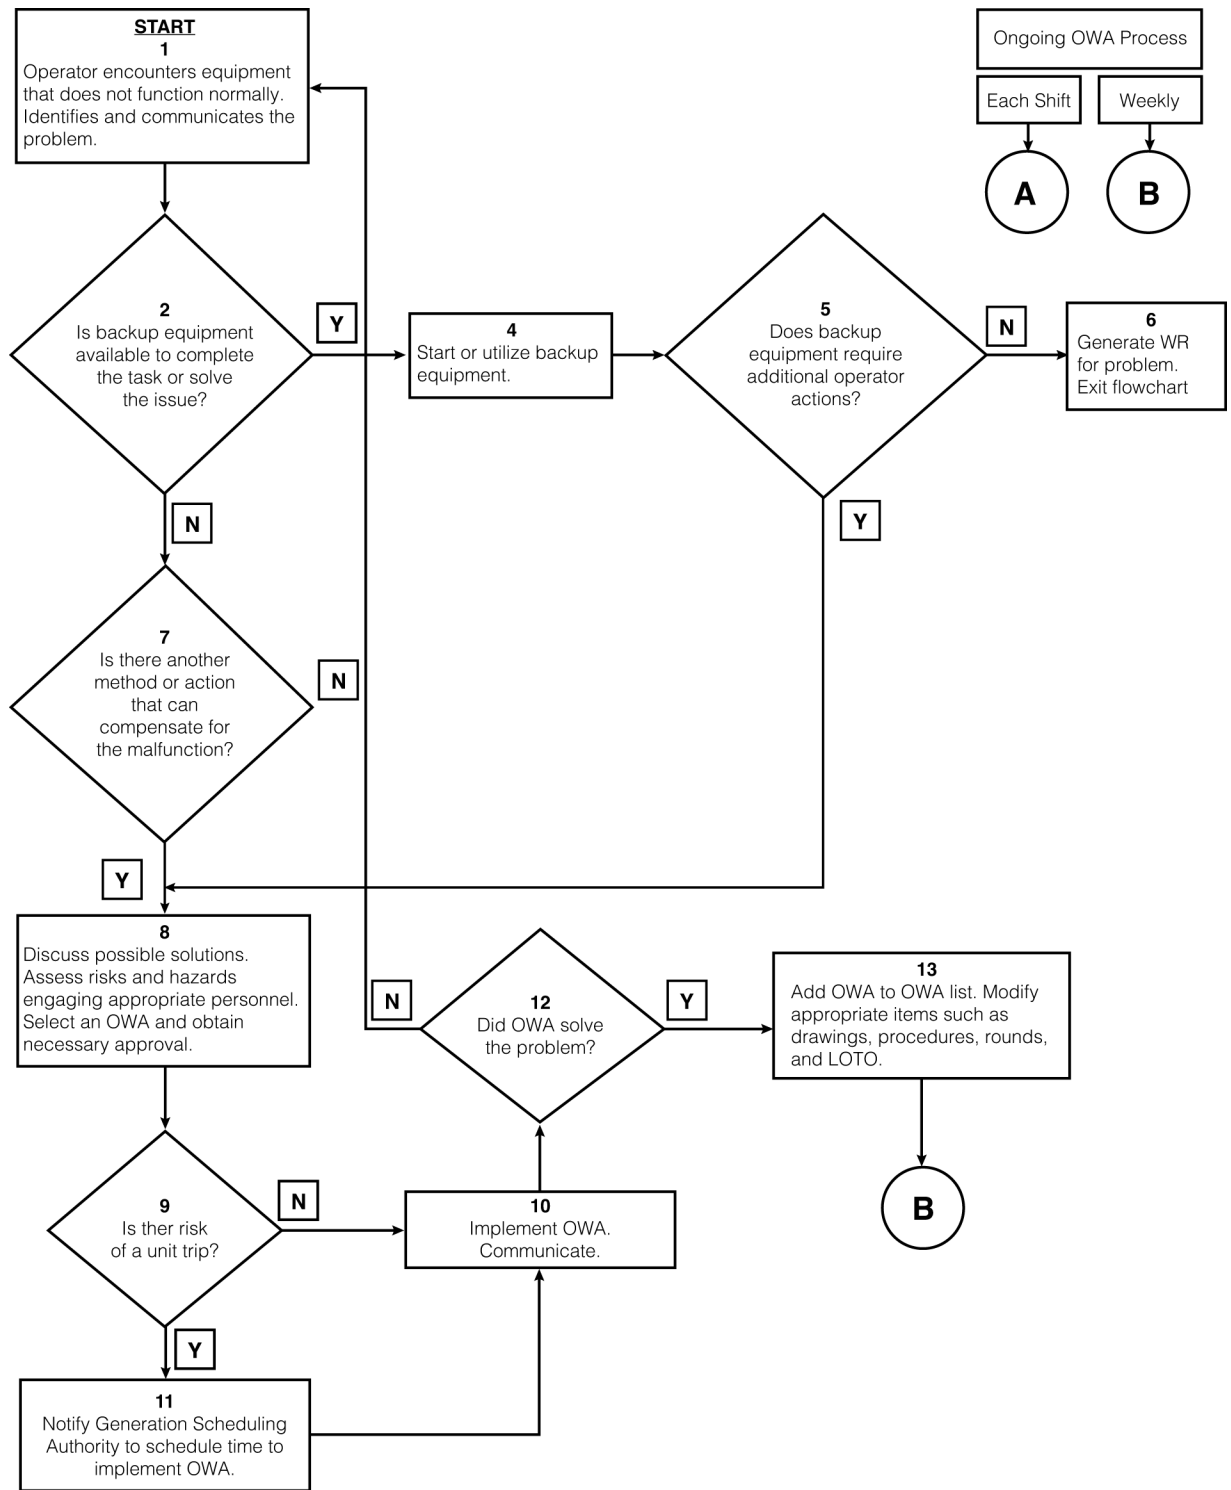 START
1
Operator encounters equipment
that does not function normally.
Identifies and communicates the
problem.
Ongoing OWA Process
Each Shift
Weekly
A
B
2
Is backup equipment
available to complete
the task or solve
the issue?
Y
4
Start or utilize backup
equipment.
5
Does backup
equipment require
additional operator
actions?
N
6
Generate WR
for problem.
Exit flowchart
N
Y
7
Is there another
method or action
that can
compensate for
the malfunction?
N
Y
8
Discuss possible solutions.
Assess risks and hazards
engaging appropriate personnel.
Select an OWA and obtain
necessary approval.
N
12
Did OWA solve
the problem?
Y
13
Add OWA to OWA list. Modify
appropriate items such as
drawings, procedures, rounds,
and LOTO.
9
Is ther risk
of a unit trip?
N
10
Implement OWA.
Communicate.
B
Y
11
Notify Generation Scheduling
Authority to schedule time to
implement OWA.